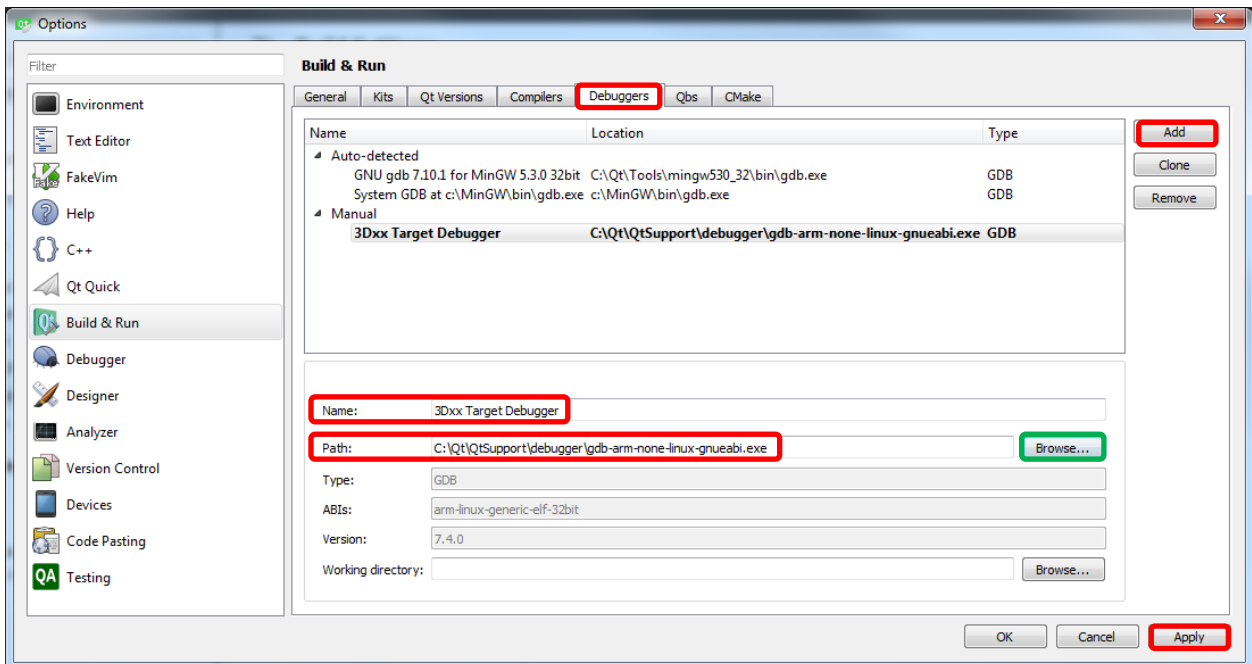 Options
Filter
Environment
Text Editor
FakeVim
Help
C++
Qt Quick
Build & Run
Debugger
Designer
Analyzer
Version Control
Devices
Code Pasting
QA Testing
Build & Run
General Kits Qt Versions Compilers Debuggers Qbs CMake
Name Location Type
Auto-detected
GNU gdb 7.10.1 for MinGW 5.3.0 32bit C:\Qt\Tools\mingw530_32\bin\gdb.exe GDB
System GDB at c:\MinGW\bin\gdb.exe c:\MinGW\bin\gdb.exe GDB
Manual
3Dxx Target Debugger C:\Qt\QtSupport\debugger\gdb-arm-none-linux-gnueabi.exe GDB
Add
Clone
Remove
Name: 3Dxx Target Debugger
Path: C:\Qt\QtSupport\debugger\gdb-arm-none-linux-gnueabi.exe Browse...
Type: GDB
ABIs: arm-linux-generic-elf-32bit
Version: 7.4.0
Working directory: Browse...
OK Cancel Apply